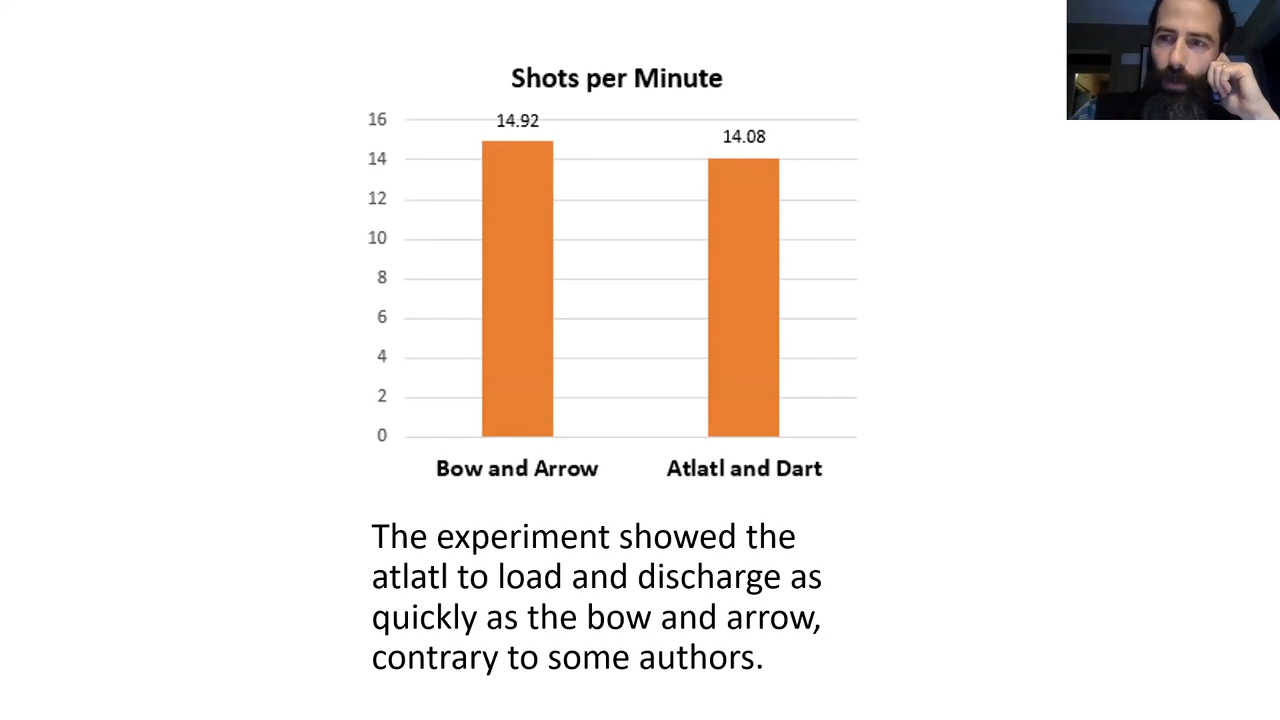 Shots per Minute
16
14
12
10
8
6
4
2
0
14.92
14.08
Bow and Arrow
Atlatl and Dart
The experiment showed the
atlatl to load and discharge as
quickly as the bow and arrow,
contrary to some authors.